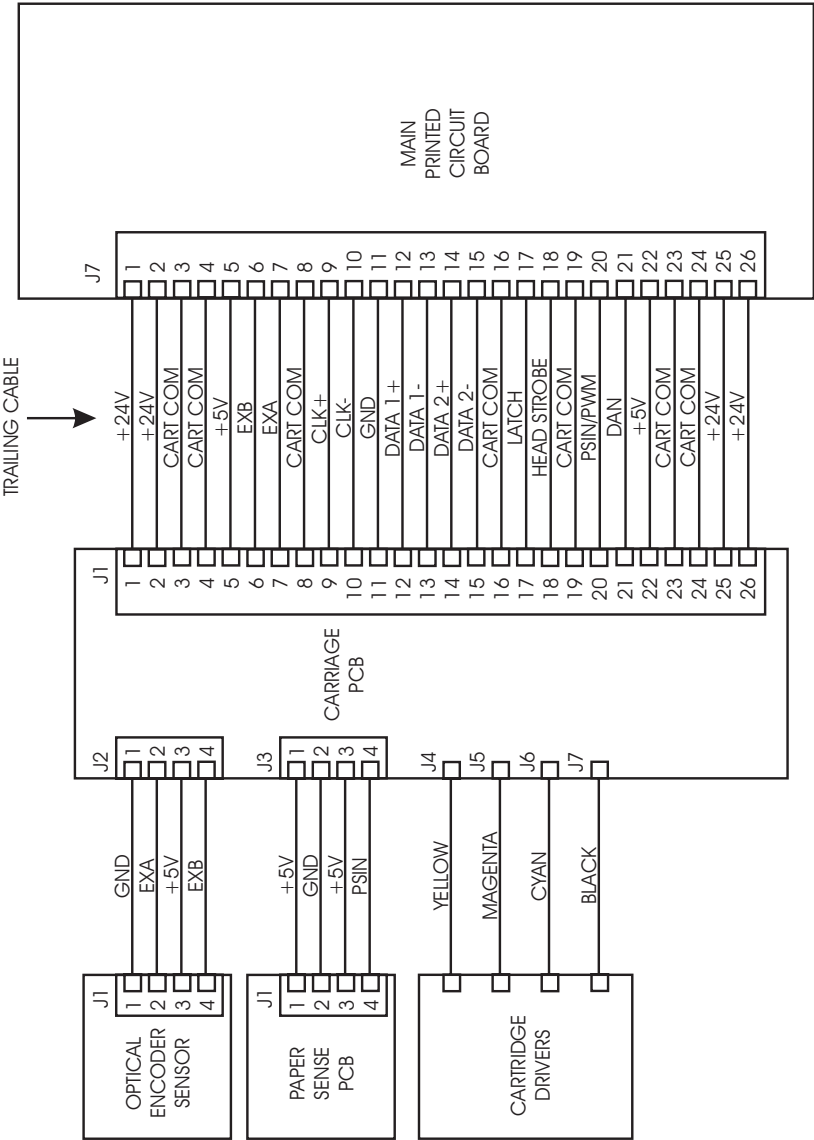 TRAILING CABLE
J1
J2
J1
J7
1 GND 1 1 +24V 1
2 EXA 2 2 +24V 2
3 +5V 3 3 CART COM 3
4 EXB 4 4 CART COM 4
5 +5V 5
6 EXB 6
7 EXA 7
8 CART COM 8
9 CLK+ 9
10 CLK- 10
11 GND 11
12 DATA 1+ 12
13 DATA 1- 13
14 DATA 2+ 14
15 DATA 2- 15
16 CART COM 16
17 LATCH 17
18 HEAD STROBE 18
19 CART COM 19
20 PSIN/PWM 20
21 DAN 21
22 +5V 22
23 CART COM 23
24 CART COM 24
25 +24V 25
26 +24V 26
OPTICAL
ENCODER
SENSOR
J1
J3
1 +5V 1
2 GND 2
3 +5V 3
4 PSIN 4
PAPER
SENSE
PCB
CARRIAGE
PCB
MAIN
PRINTED
CIRCUIT
BOARD
YELLOW J4
MAGENTA J5
CYAN J6
BLACK J7
CARTRIDGE
DRIVERS